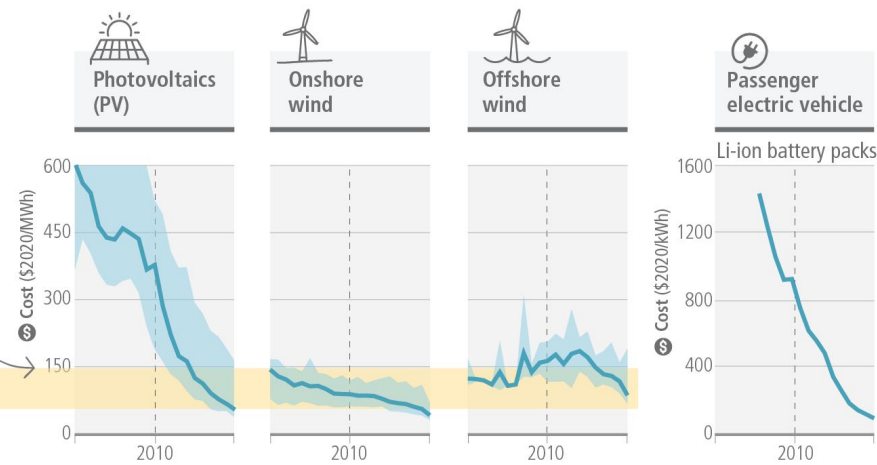 Photovoltaics
(PV)
Onshore
wind
Offshore
wind
Passenger
electric vehicle
Li-ion battery packs
$ Cost ($2020/MWh)
600
450
300
150
0
2010
2010
2010
$ Cost ($2020/kWh)
1600
1200
800
400
0
2010